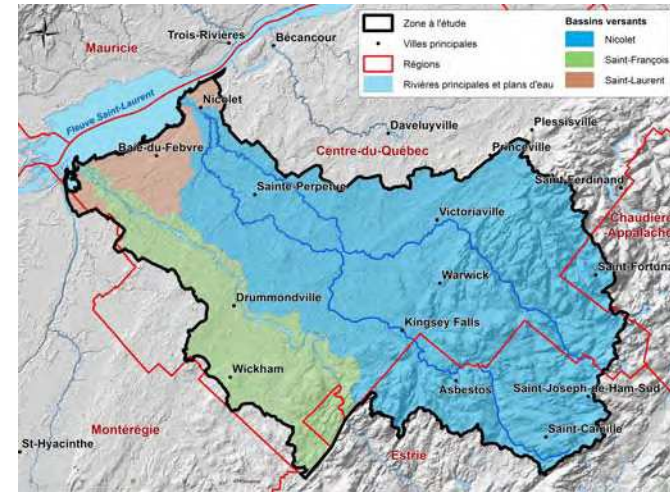 Zone à l'étude
Villes principales
Régions
Rivières principales et plans d'eau
Bassins versants
Nicolet
Saint-François
Saint-Laurent
Mauricie
Trois-Rivières
Bécancour
Fleuve Saint-Laurent
Nicolet
Baie-du-Febvre
Daveluyville
Plessisville
Centre-du-Québec
Princeville
Sainte-Perpétue
Saint-Ferdinand
Victoriaville
Chaudière
-Appalache
Saint-Fortuna
Warwick
Drummondville
Kingsey Falls
Wickham
Asbestos
Saint-Joseph-de-Ham-Sud
Montérégie
Saint-Camille
St-Hyacinthe
Estrie